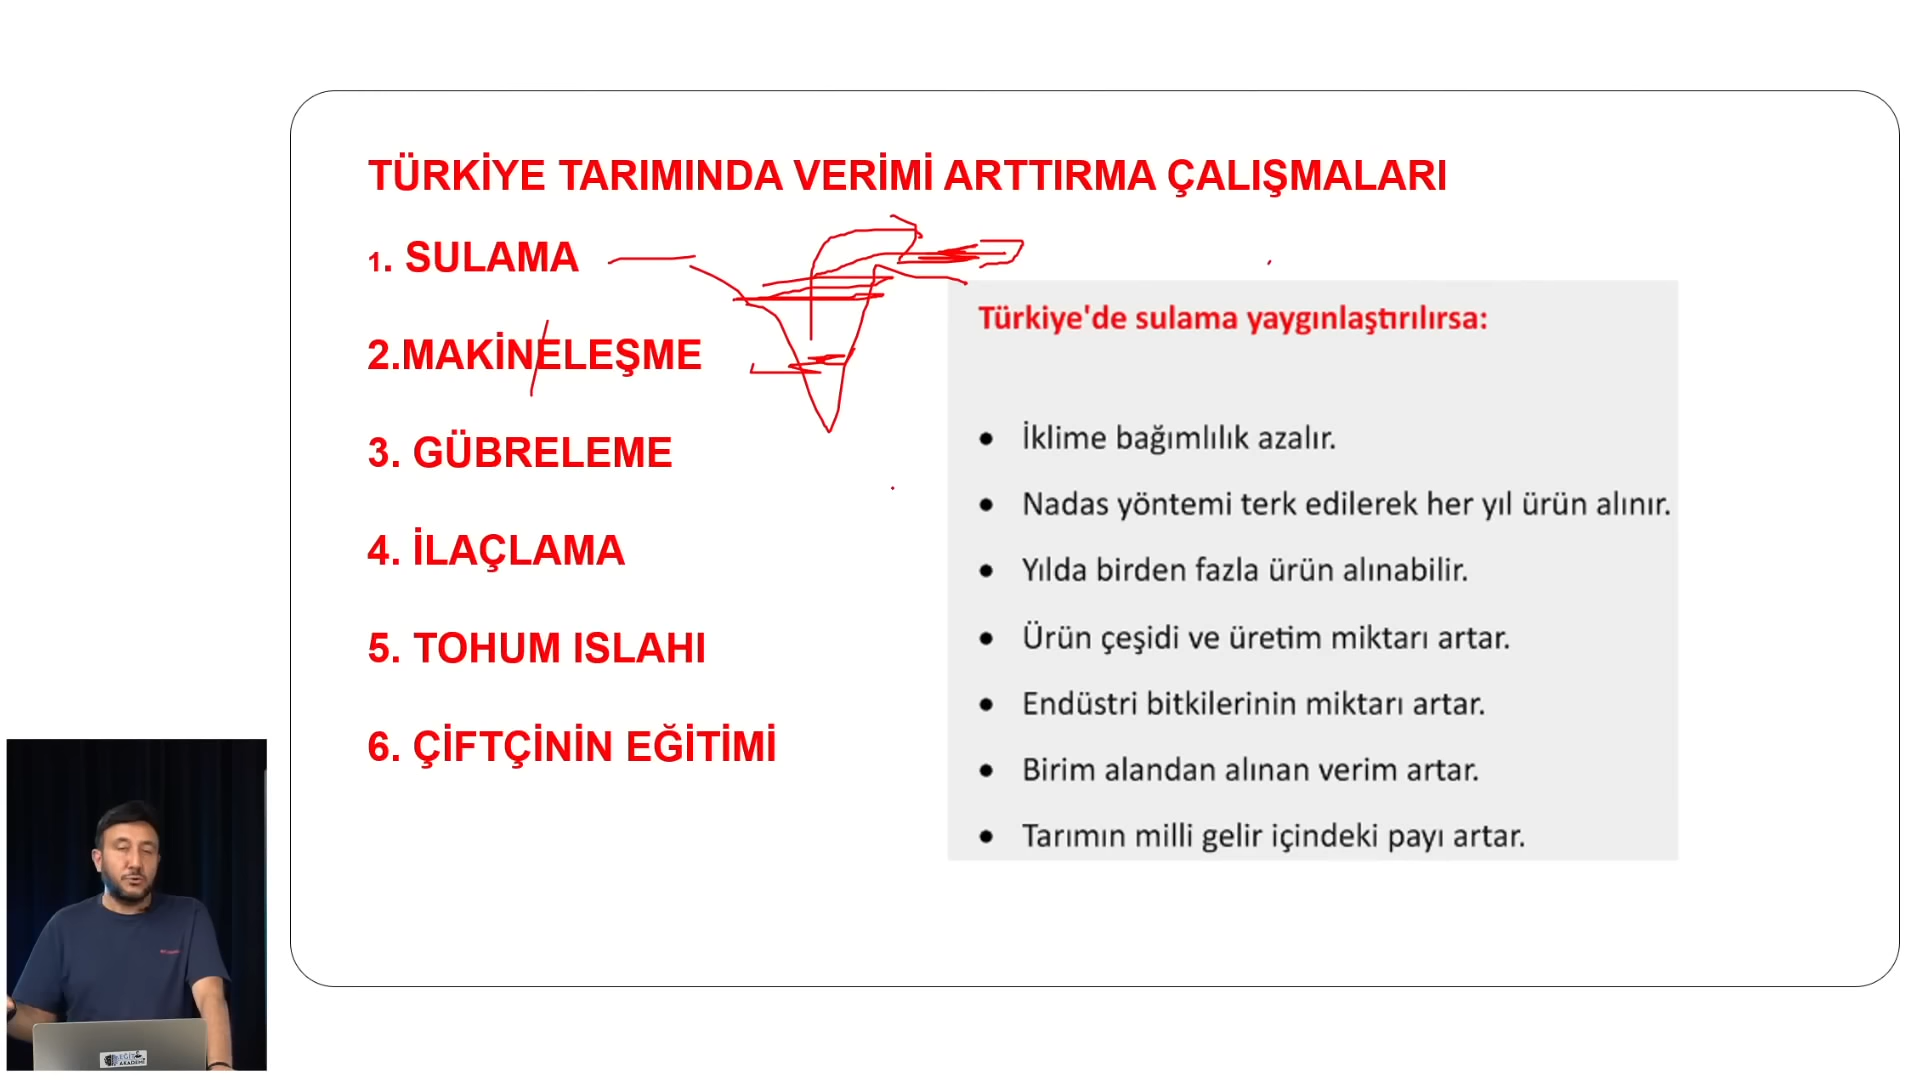 TÜRKİYE TARIMINDA VERİMİ ARTTIRMA ÇALIŞMALARI
1. SULAMA
2.MAKİNELEŞME
3. GÜBRELEME
4. İLAÇLAMA
5. TOHUM ISLAHI
6. ÇİFTÇİNİN EĞİTİMİ
Türkiye'de sulama yaygınlaştırılırsa:
• İklime bağımlılık azalır.
• Nadas yöntemi terk edilerek her yıl ürün alınır.
• Yılda birden fazla ürün alınabilir.
• Ürün çeşidi ve üretim miktarı artar.
• Endüstri bitkilerinin miktarı artar.
• Birim alandan alınan verim artar.
• Tarımın milli gelir içindeki payı artar.
AKADEMİ